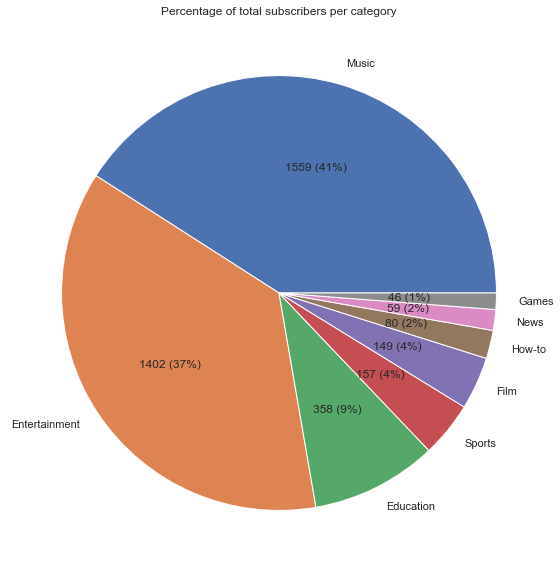 Percentage of total subscribers per category
Music
1559 (41%)
46 (1%)
Games
59 (2%)
News
80 (2%)
How-to
149 (4%)
Film
157 (4%)
Sports
1402 (37%)
358 (9%)
Entertainment
Education